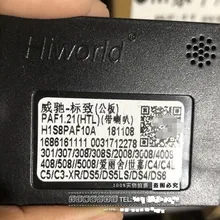 Hiworld
威驰-标致(公板)
PAF1.21(HTL)(带喇叭)
H1S8PAF10A 181108
1686161111 0031712278
301/307/308/308S/2008/3008/4008
408/508/5008/爱丽舍/世嘉/C4/C4L
C5/C3-XR/DS5/DS5LS/DS4/DS6